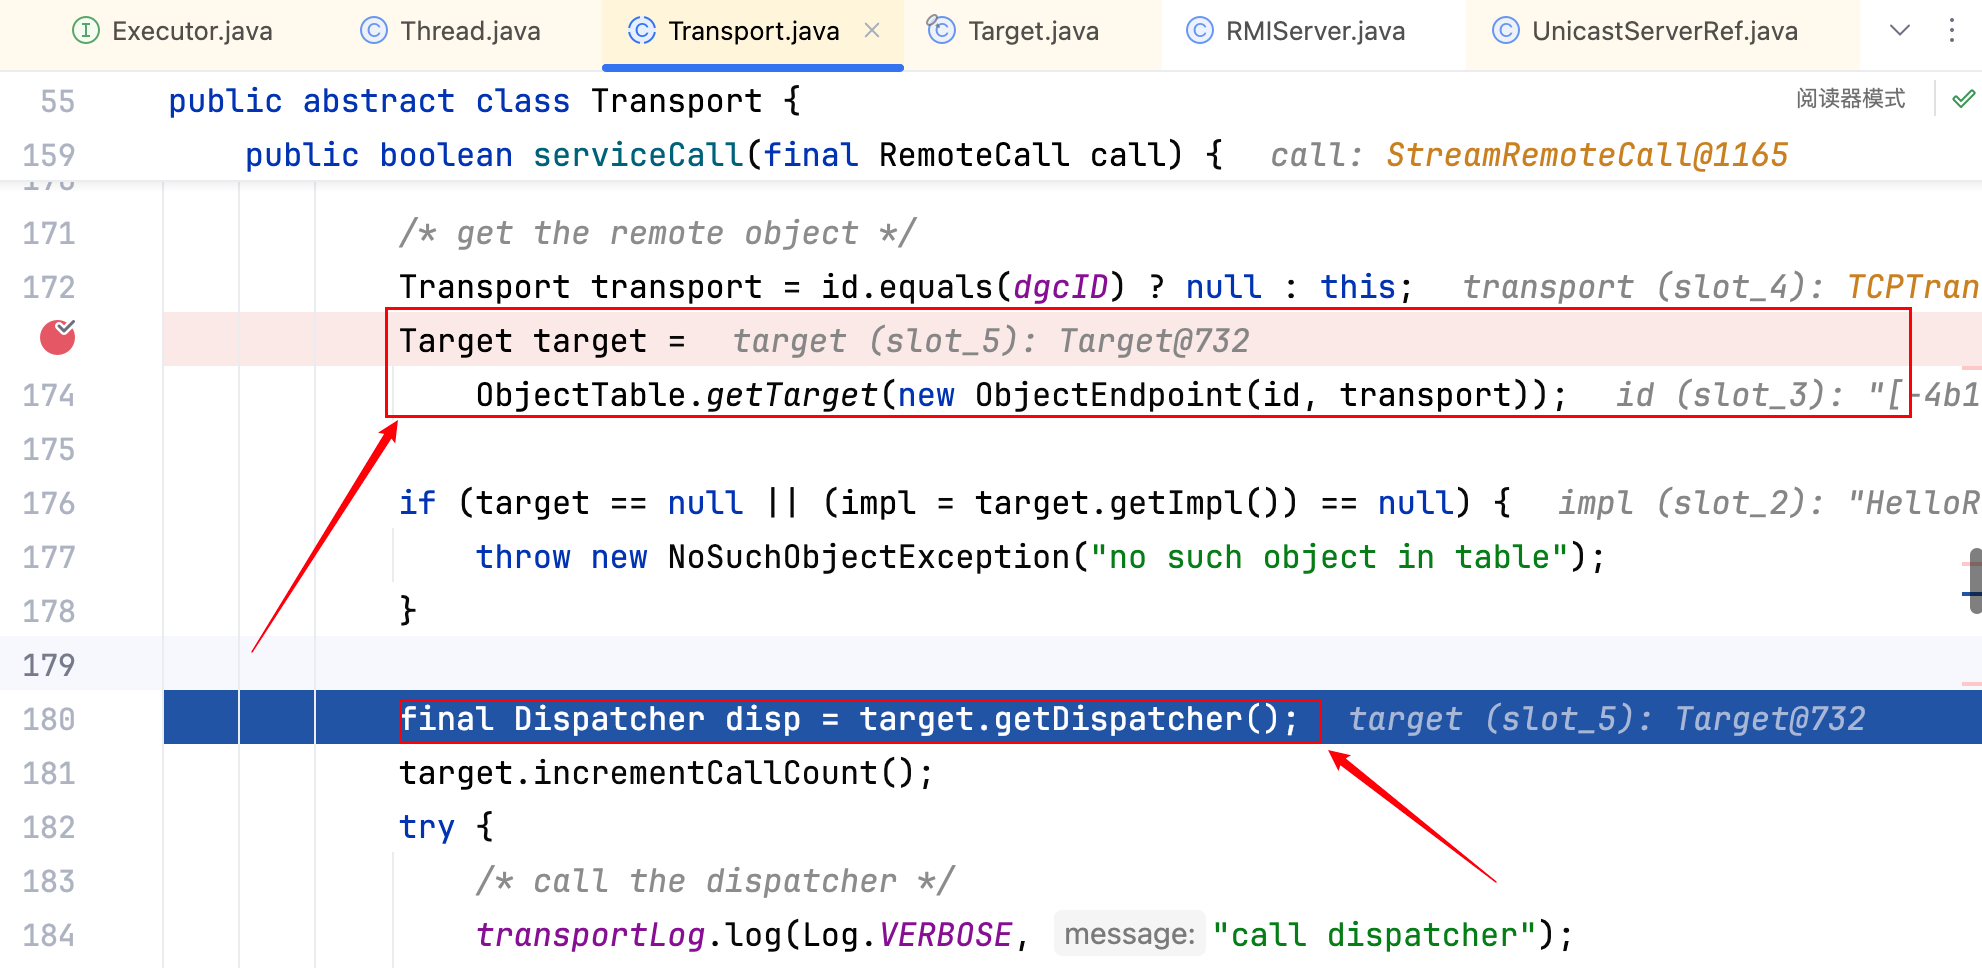 Executor.java Thread.java Transport.java Target.java RMIServer.java UnicastServerRef.java
55 public abstract class Transport { 阅读器模式
159 public boolean serviceCall(final RemoteCall call) { call: StreamRemoteCall@1165
171 /* get the remote object */
172 Transport transport = id.equals(dgcID) ? null : this; transport (slot_4): TCPTran
Target target = target (slot_5): Target@732
174 ObjectTable.getTarget(new ObjectEndpoint(id, transport)); id (slot_3): "[-4b1
175
176 if (target == null || (impl = target.getImpl()) == null) { impl (slot_2): "HelloR
177 throw new NoSuchObjectException("no such object in table");
178 }
179
180 final Dispatcher disp = target.getDispatcher(); target (slot_5): Target@732
181 target.incrementCallCount();
182 try {
183 /* call the dispatcher */
184 transportLog.log(Log.VERBOSE, message: "call dispatcher");